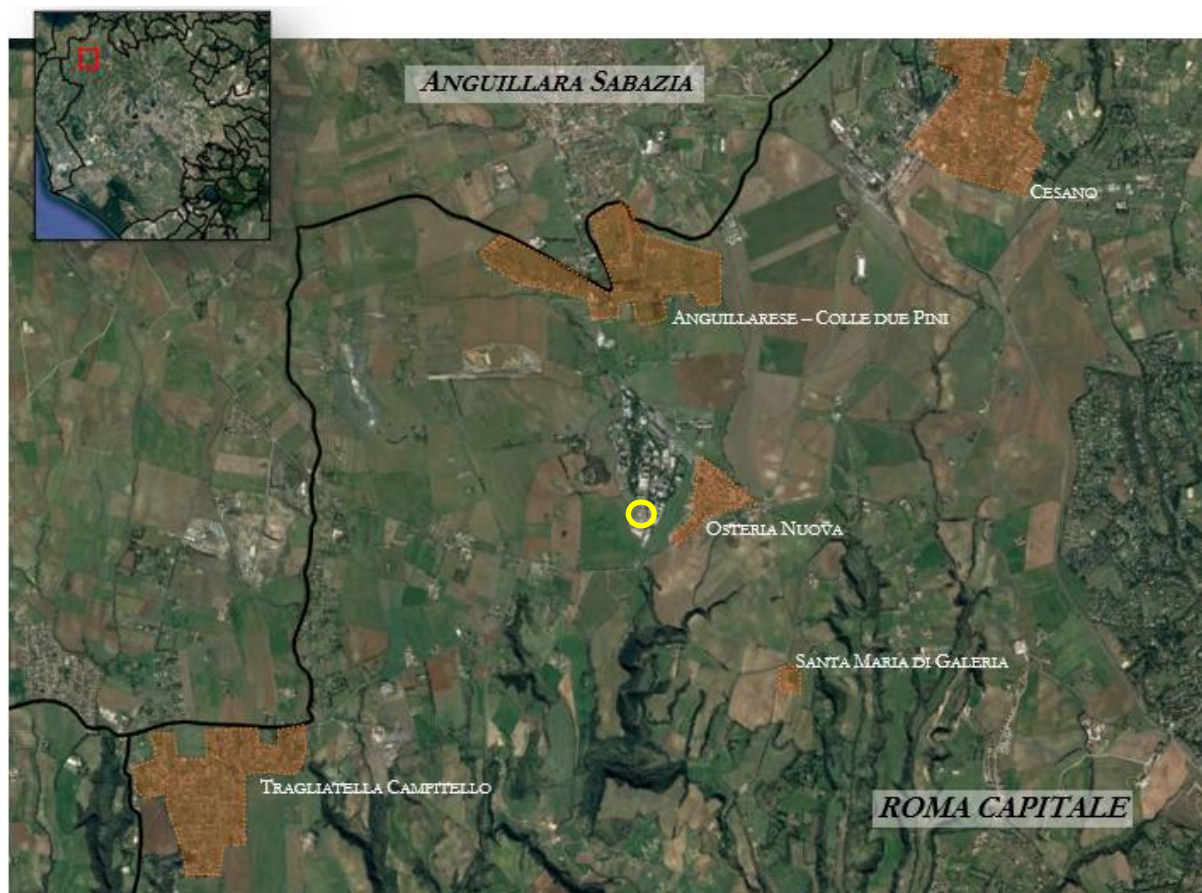 ANGUILLARA SABAZIA
CESANO
ANGUILLARESE – COLLE DUE PINI
OSTERIA NUOVA
SANTA MARIA DI GALERIA
TRAGLIATELLA CAMPITELLO
ROMA CAPITALE